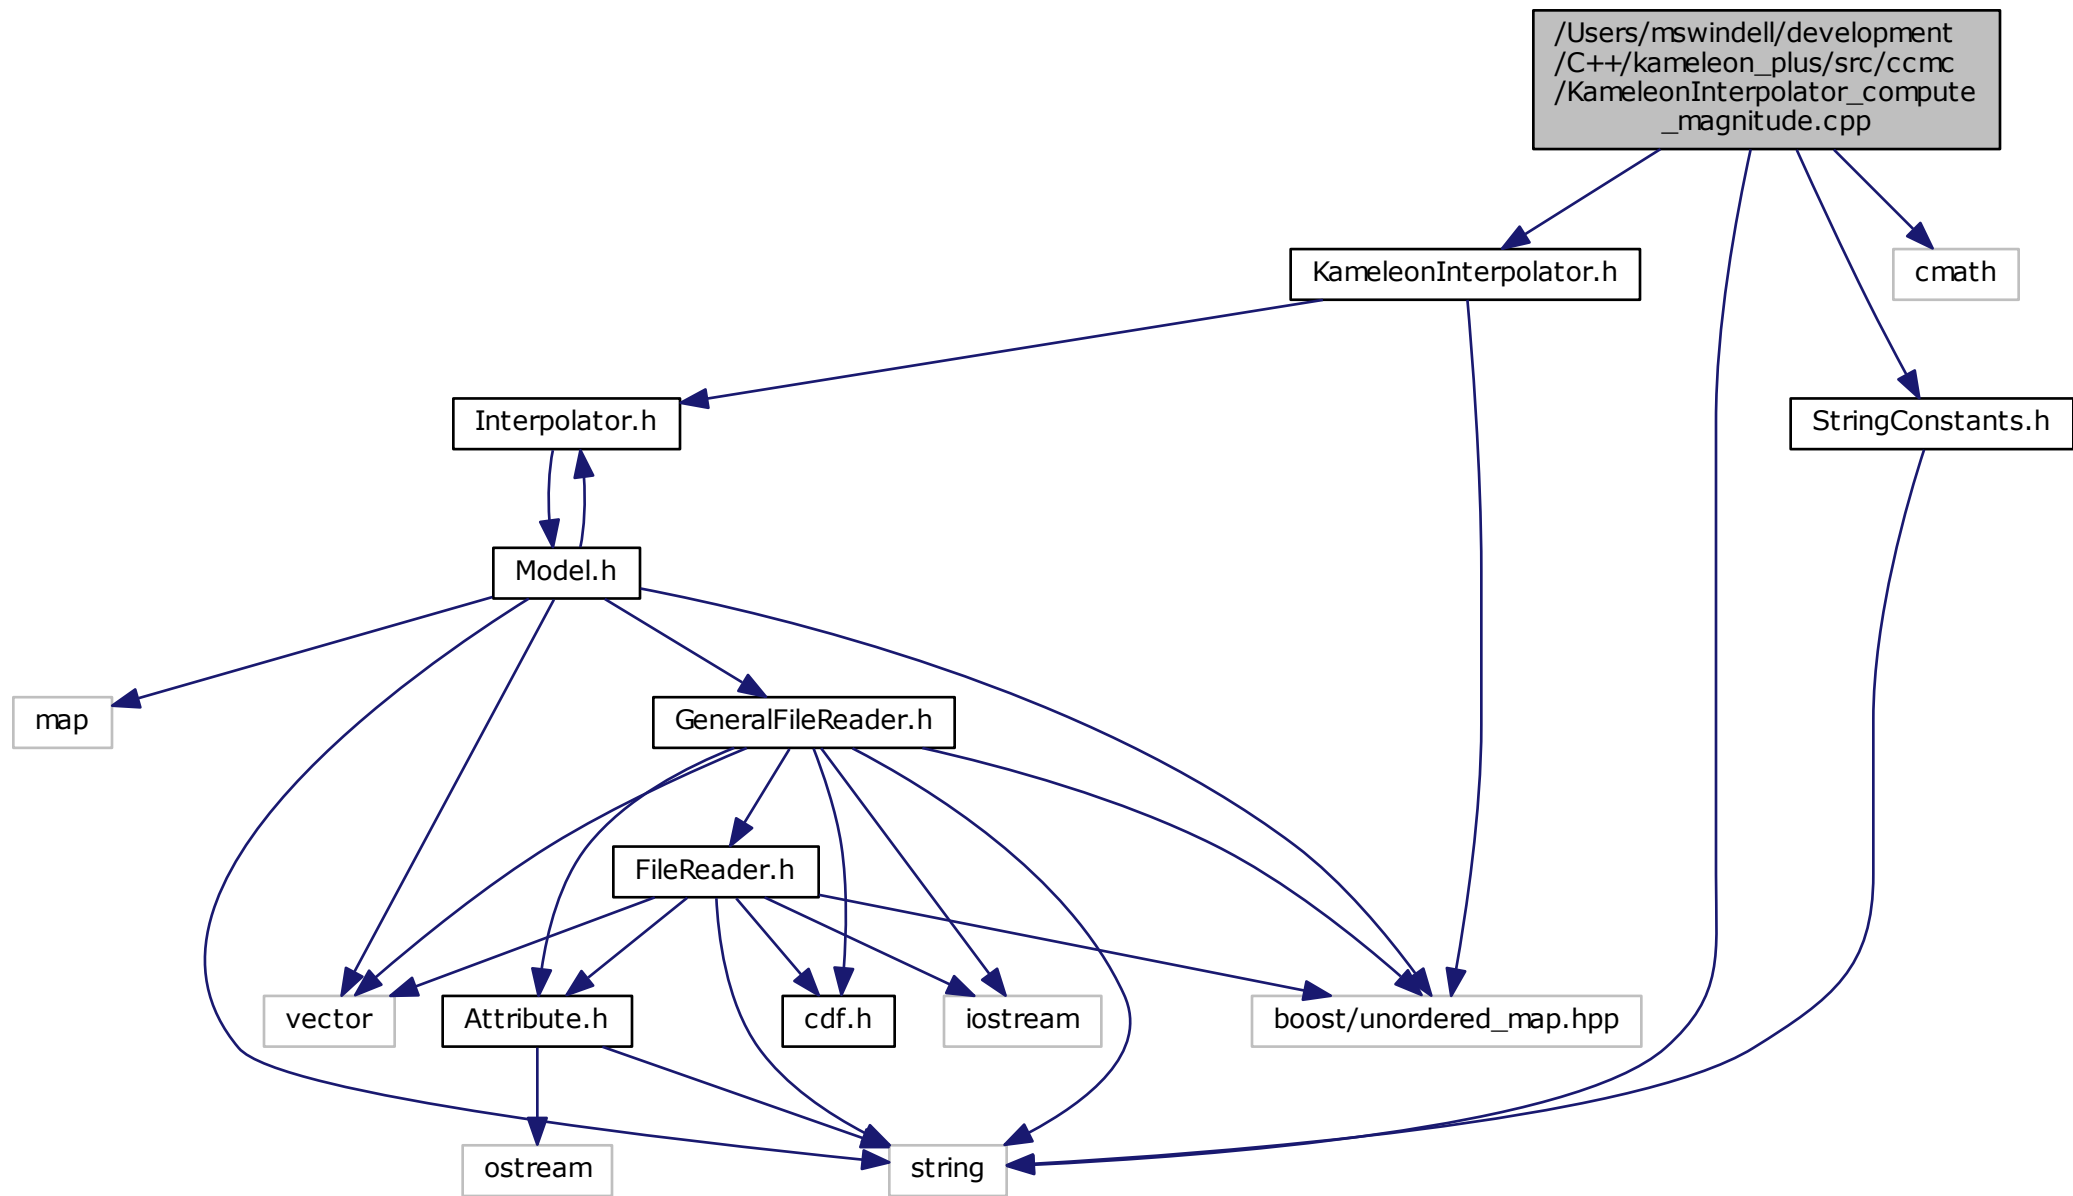 /Users/mswindell/development
/C++/kameleon_plus/src/ccmc
/KameleonInterpolator_compute
_magnitude.cpp
KameleonInterpolator.h
cmath
Interpolator.h
StringConstants.h
Model.h
map
GeneralFileReader.h
FileReader.h
vector
Attribute.h
cdf.h
iostream
boost/unordered_map.hpp
ostream
string